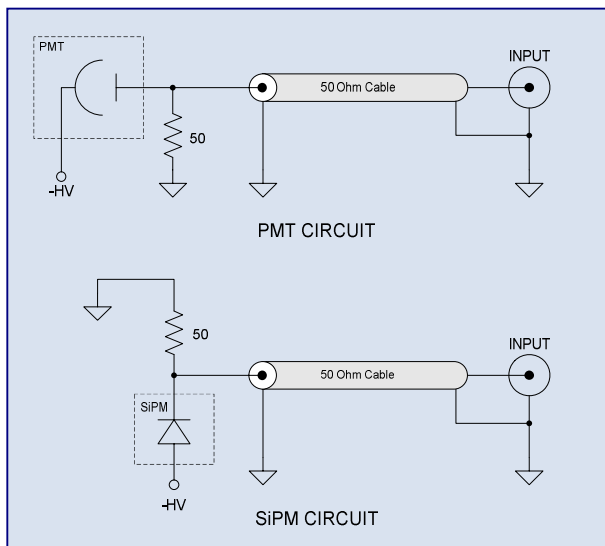 PMT
INPUT
50 Ohm Cable
50
-HV
PMT CIRCUIT
50
INPUT
50 Ohm Cable
SiPM
-HV
SiPM CIRCUIT